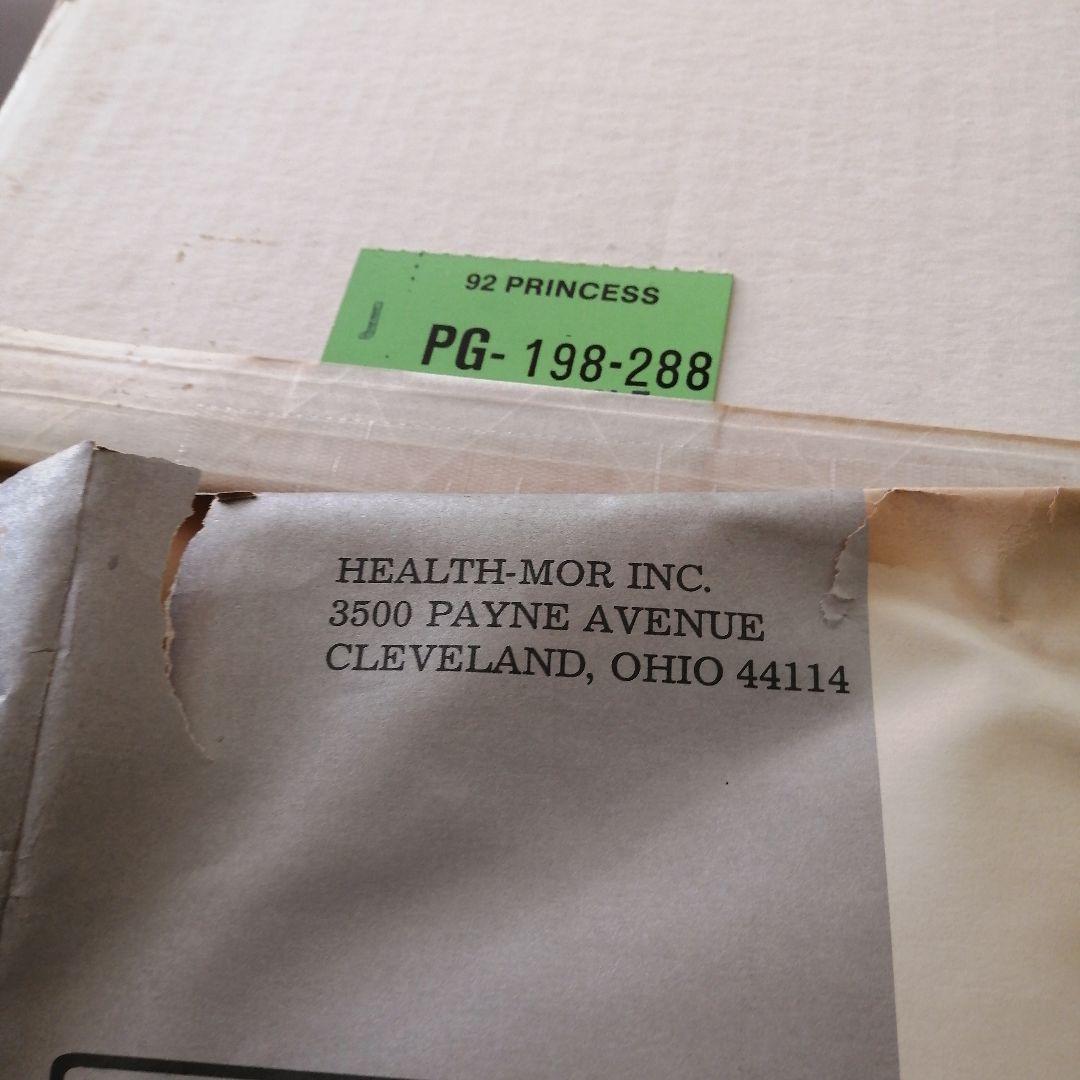 92 PRINCESS
PG- 198-288
HEALTH-MOR INC.
3500 PAYNE AVENUE
CLEVELAND, OHIO 44114